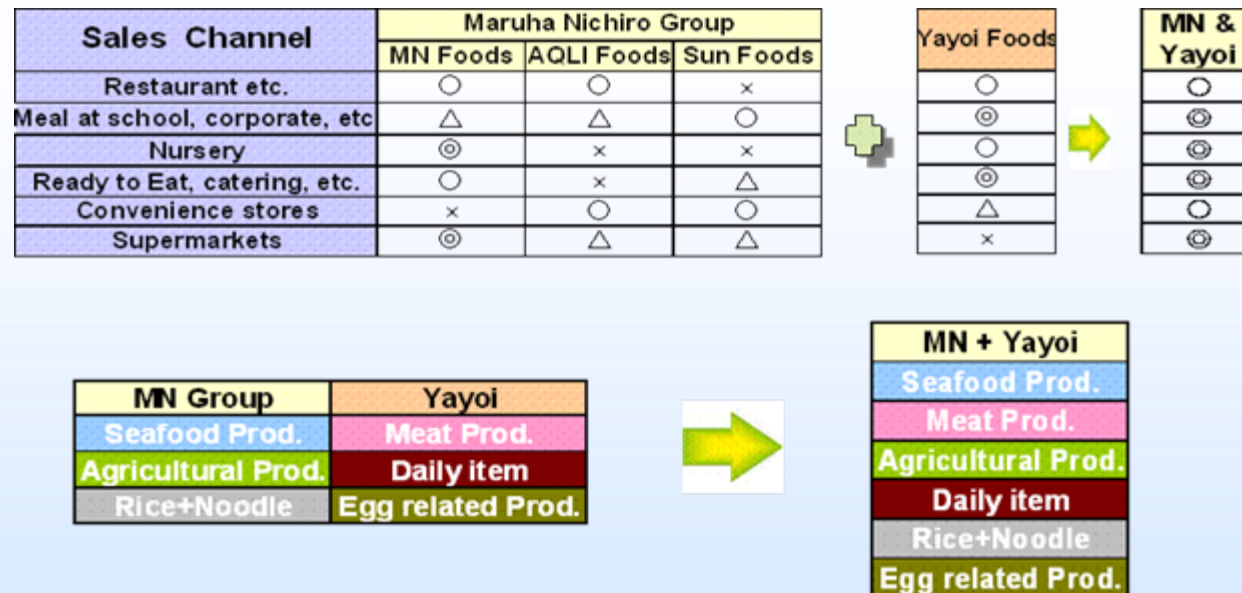 Sales Channel
Maruha Nichiro Group
MN Foods AQLI Foods Sun Foods
Yayoi Foods
MN &
Yayoi
Restaurant etc. ○ ○ × ○ ○
Meal at school, corporate, etc △ △ ○ ◎ ◎
Nursery ◎ × × ○ ◎
Ready to Eat, catering, etc. ○ × △ ◎ ◎
Convenience stores × ○ ○ △ ○
Supermarkets ◎ △ △ × ◎
MN Group Yayoi
Seafood Prod. Meat Prod.
Agricultural Prod. Daily item
Rice+Noodle Egg related Prod.
MN + Yayoi
Seafood Prod.
Meat Prod.
Agricultural Prod.
Daily item
Rice+Noodle
Egg related Prod.